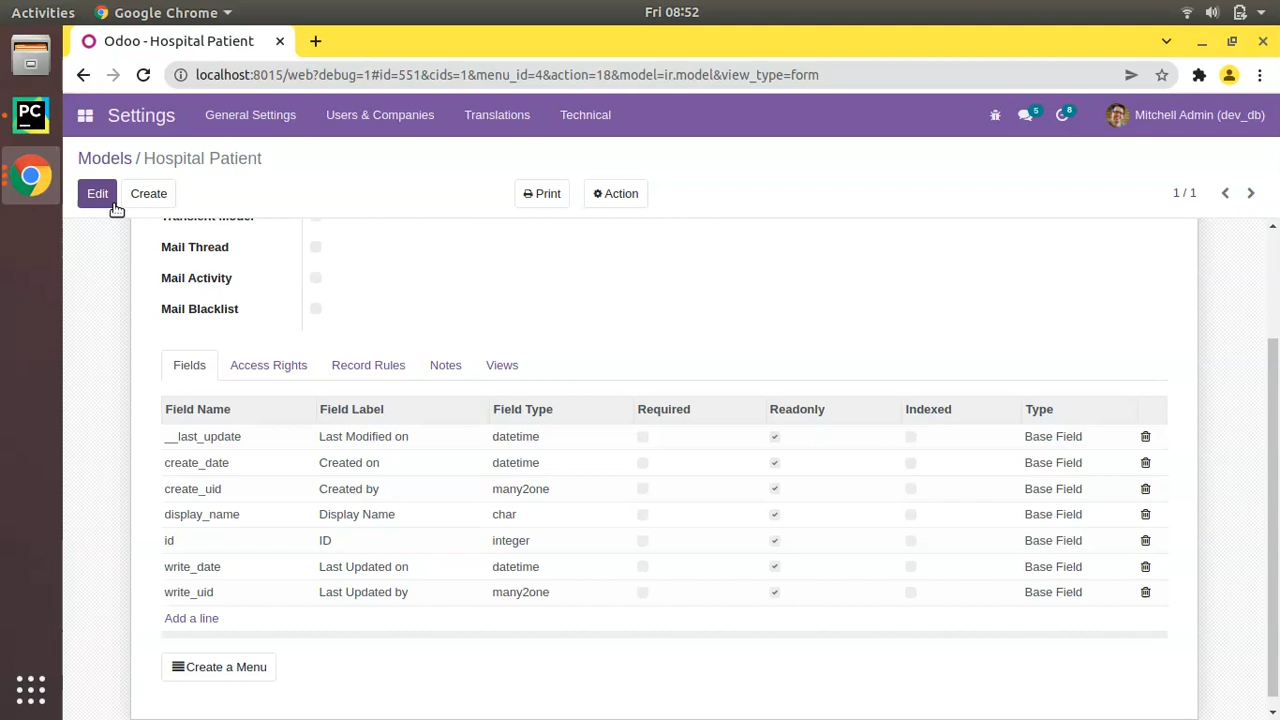 Activities Google Chrome Fri 08:52
Odoo - Hospital Patient
localhost:8015/web?debug=1#id=551&cids=1&menu_id=4&action=18&model=ir.model&view_type=form
Settings General Settings Users & Companies Translations Technical 5 8 Mitchell Admin (dev_db)
Models / Hospital Patient
Edit Create Print Action 1 / 1
Transient Model
Mail Thread
Mail Activity
Mail Blacklist
Fields Access Rights Record Rules Notes Views
Field Name Field Label Field Type Required Readonly Indexed Type
__last_update Last Modified on datetime Base Field
create_date Created on datetime Base Field
create_uid Created by many2one Base Field
display_name Display Name char Base Field
id ID integer Base Field
write_date Last Updated on datetime Base Field
write_uid Last Updated by many2one Base Field
Add a line
Create a Menu
PC